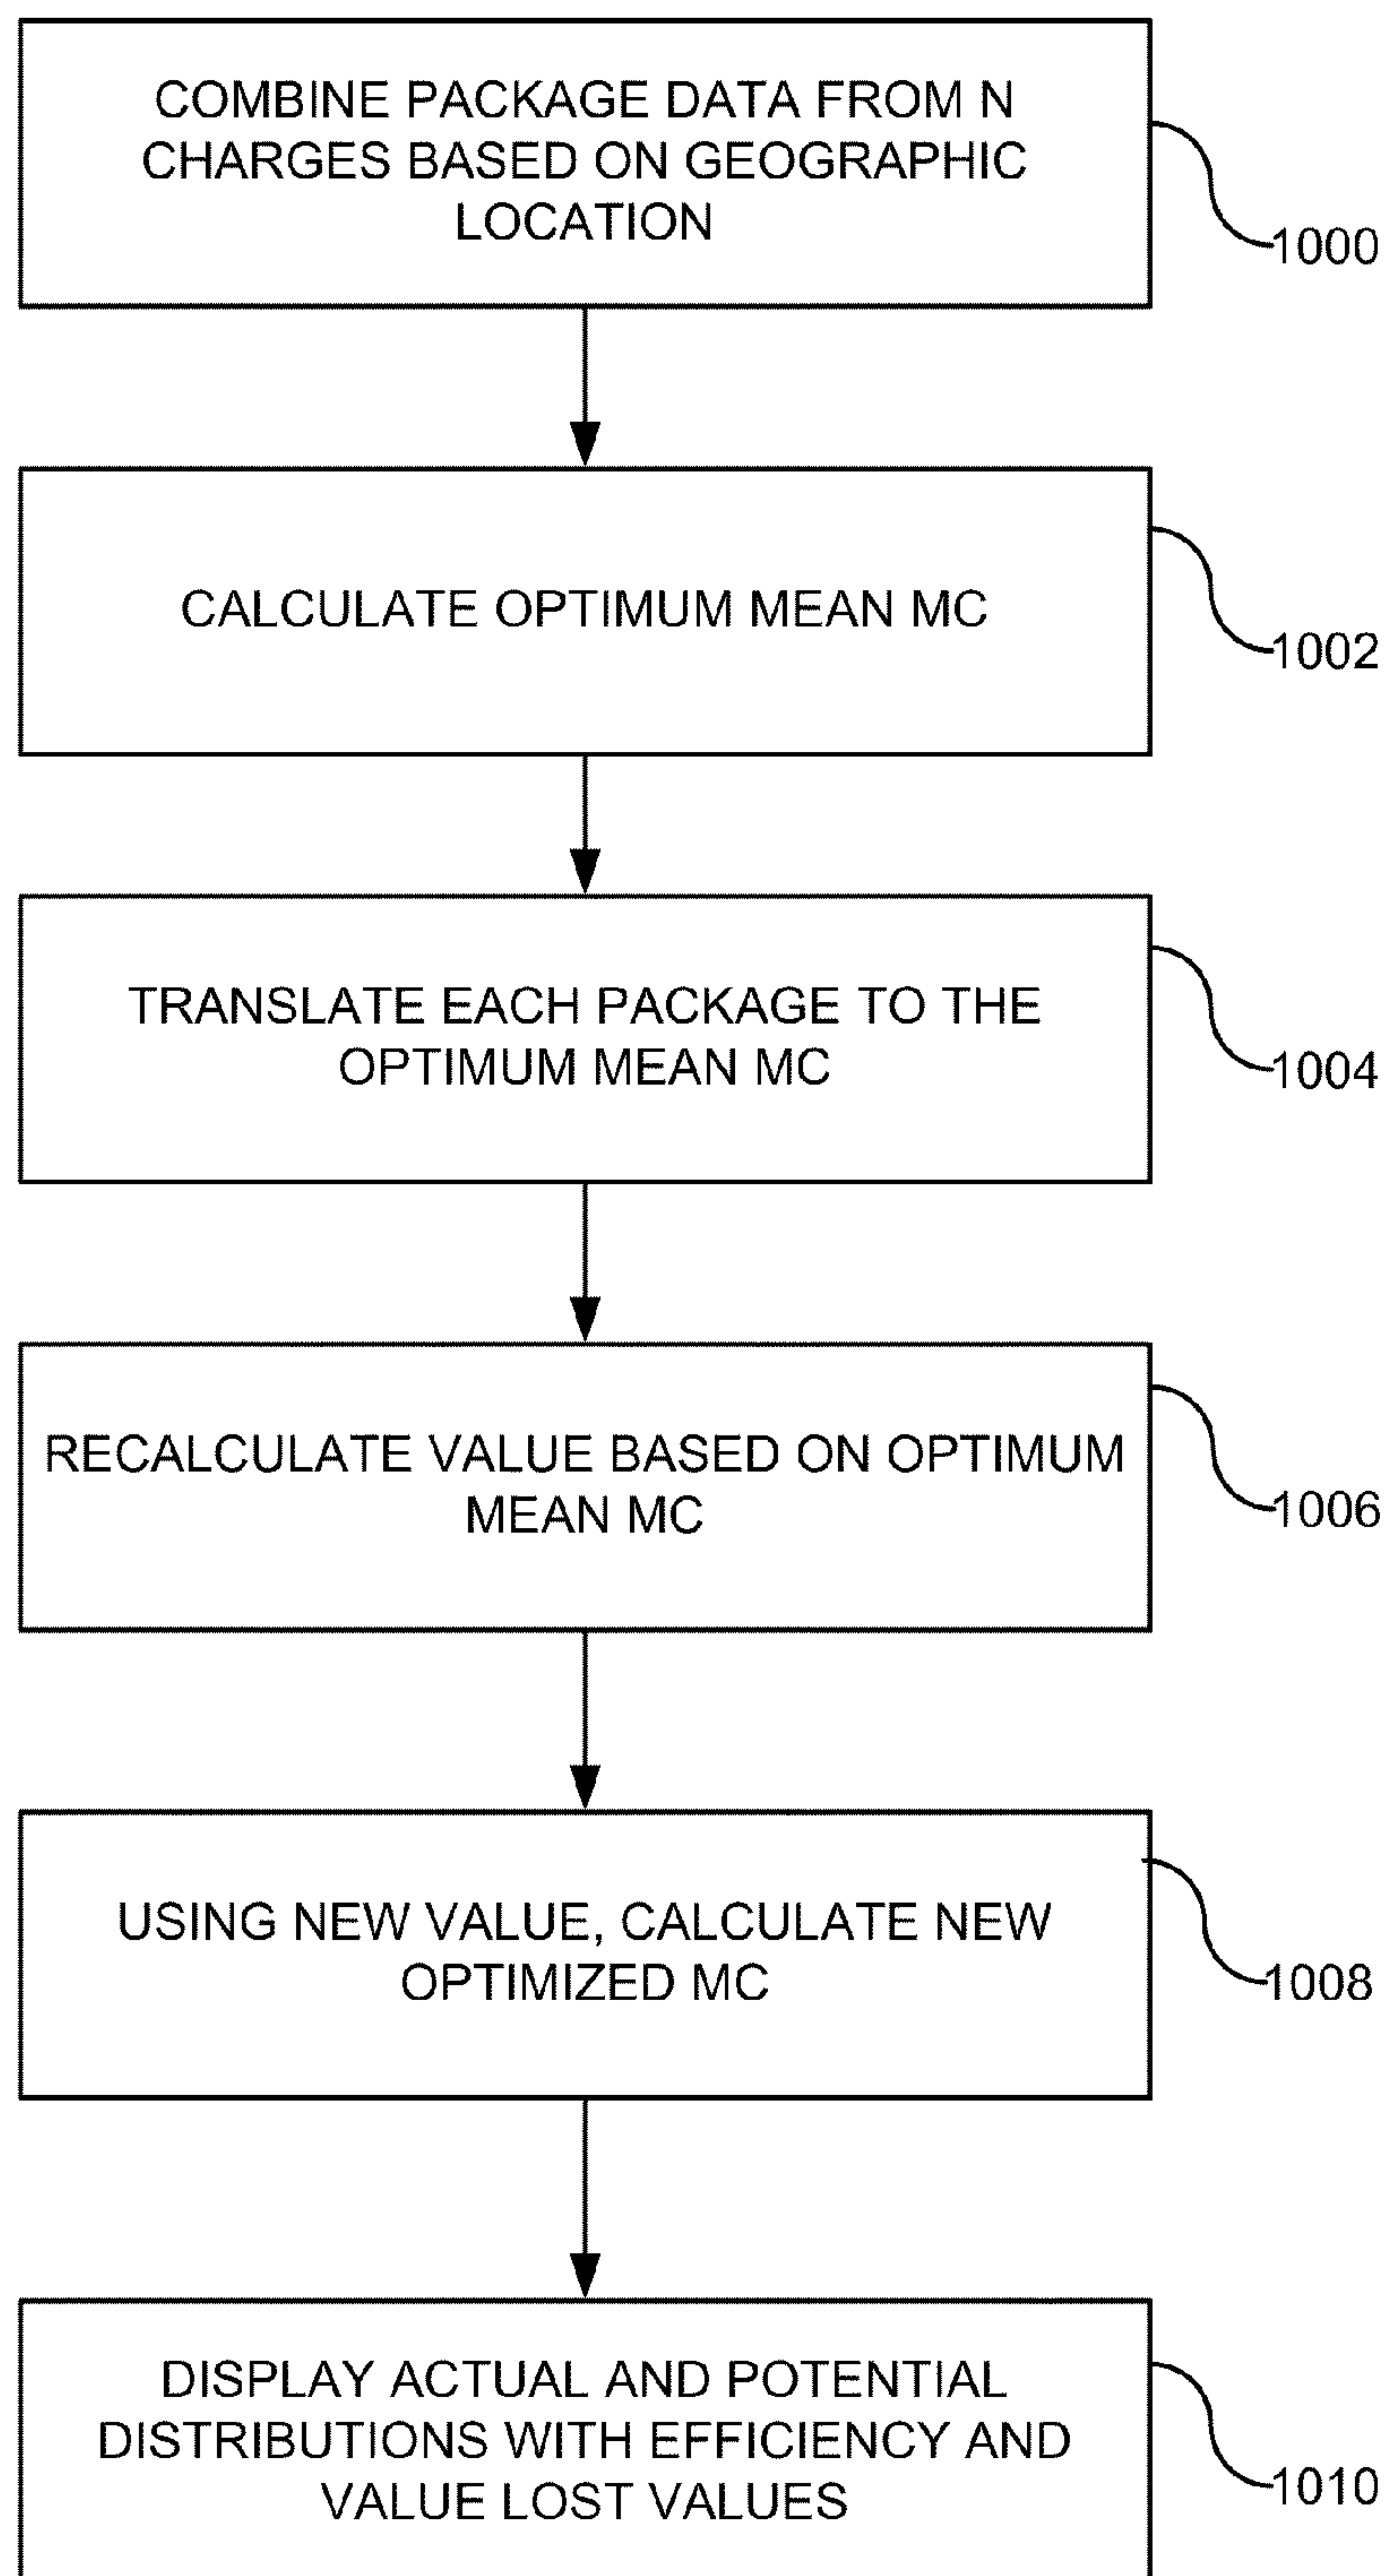 COMBINE PACKAGE DATA FROM N
CHARGES BASED ON GEOGRAPHIC
LOCATION
1000
CALCULATE OPTIMUM MEAN MC
1002
TRANSLATE EACH PACKAGE TO THE
OPTIMUM MEAN MC
1004
RECALCULATE VALUE BASED ON OPTIMUM
MEAN MC
1006
USING NEW VALUE, CALCULATE NEW
OPTIMIZED MC
1008
DISPLAY ACTUAL AND POTENTIAL
DISTRIBUTIONS WITH EFFICIENCY AND
VALUE LOST VALUES
1010